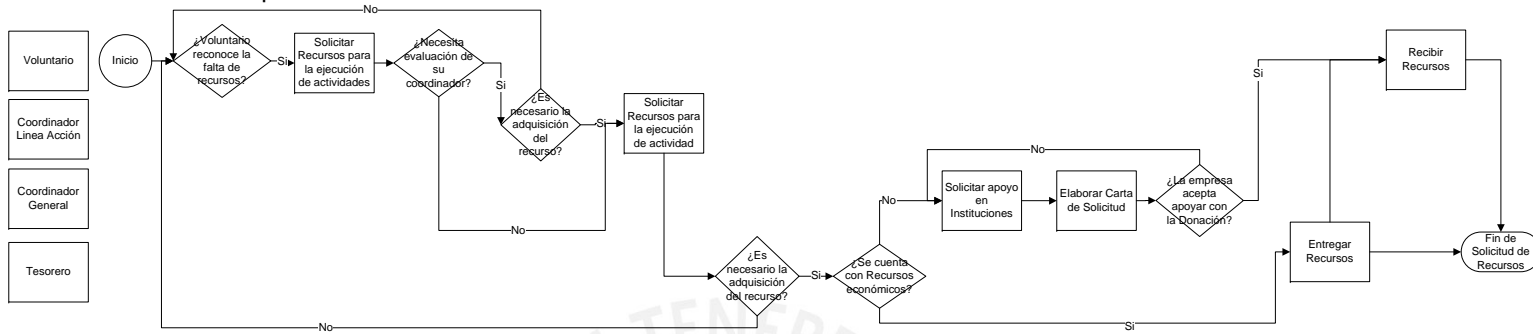 No
Voluntario
Inicio
¿Voluntario
reconoce la
falta de
recursos?
Si
Solicitar
Recursos para
la ejecución
de actividades
¿Necesita
evaluación de
su
coordinador?
Si
¿Es
necesario la
adquisición
del
recurso?
Si
Solicitar
Recursos para
la ejecución
de actividad
No
Coordinador
Linea Acción
Coordinador
General
Tesorero
¿Es
necesario la
adquisición
del recurso?
Si
¿Se cuenta
con Recursos
económicos?
No
Solicitar apoyo
en
Instituciones
Elaborar Carta
de Solicitud
¿La empresa
acepta
apoyar con
la Donación?
No
Si
Recibir
Recursos
Entregar
Recursos
Fin de
Solicitud de
Recursos
Si
No
TENEBR